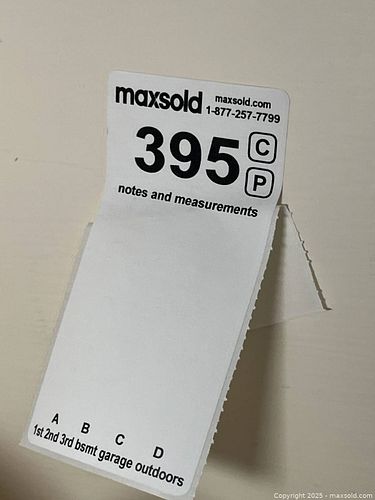 maxsold maxsold.com
1-877-257-7799
395 C
P
notes and measurements
A B C D
1st 2nd 3rd bsmt garage outdoors
Copyright 2025 - maxsold.com